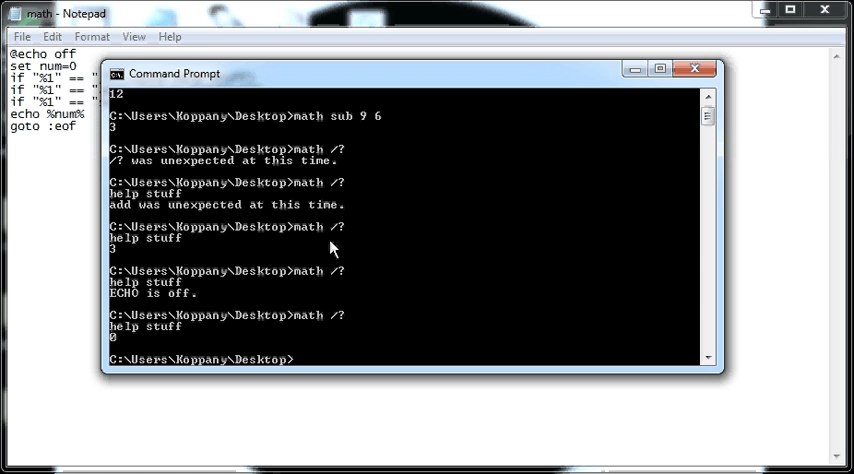 math - Notepad
File Edit Format View Help
@echo off
set num=0
if "%1" == "
if "%1" == "
if "%1" == "
echo %num%
goto :eof
Command Prompt
12
C:\Users\Koppany\Desktop>math sub 9 6
3
C:\Users\Koppany\Desktop>math /?
/? was unexpected at this time.
C:\Users\Koppany\Desktop>math /?
help stuff
add was unexpected at this time.
C:\Users\Koppany\Desktop>math /?
help stuff
3
C:\Users\Koppany\Desktop>math /?
help stuff
ECHO is off.
C:\Users\Koppany\Desktop>math /?
help stuff
0
C:\Users\Koppany\Desktop>